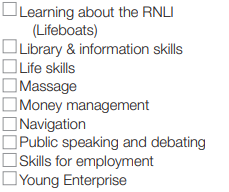 Learning about the RNLI
(Lifeboats)
Library & information skills
Life skills
Massage
Money management
Navigation
Public speaking and debating
Skills for employment
Young Enterprise